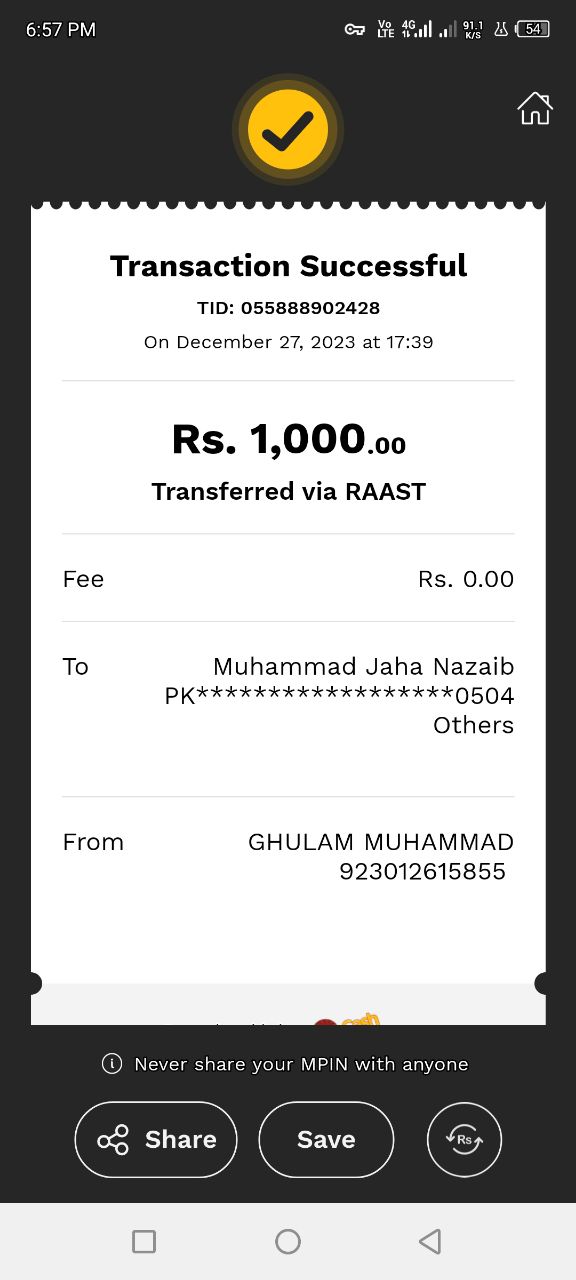 6:57 PM
Vo LTE 4G 91.1 K/S 54
Transaction Successful
TID: 055888902428
On December 27, 2023 at 17:39
Rs. 1,000.00
Transferred via RAAST
Fee Rs. 0.00
To Muhammad Jaha Nazaib
PK******************0504
Others
From GHULAM MUHAMMAD
923012615855
Never share your MPIN with anyone
Share Save Rs